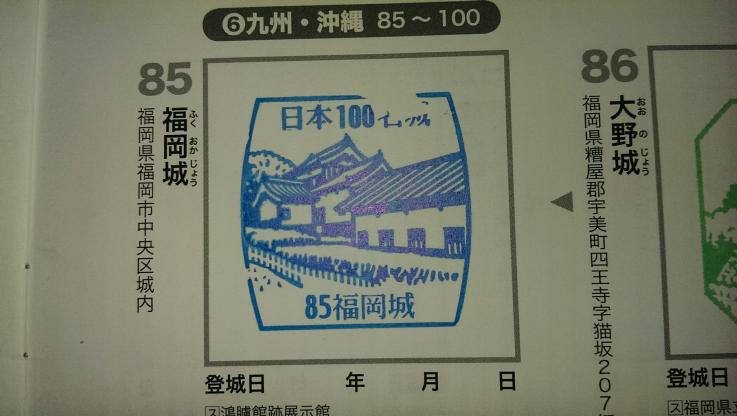 ❻九州・沖縄 85～100
85
福岡城
ふくおかじょう
福岡県福岡市中央区城内
日本100
85福岡城
登城日 年 月 日
ス鴻臚館跡展示館
86
大野城
おおのじょう
福岡県糟屋郡宇美町四王寺字猫坂207
登城日
ス福岡県立